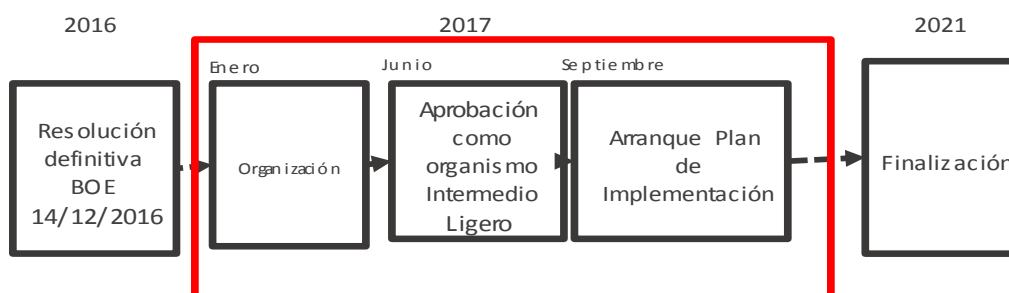 2016
2017
2021
Enero
Junio
Septiembre
Resolución
definitiva
BOE
14/12/2016
Organización
Aprobación
como
organismo
Intermedio
Ligero
Arranque Plan
de
Implementación
Finalización